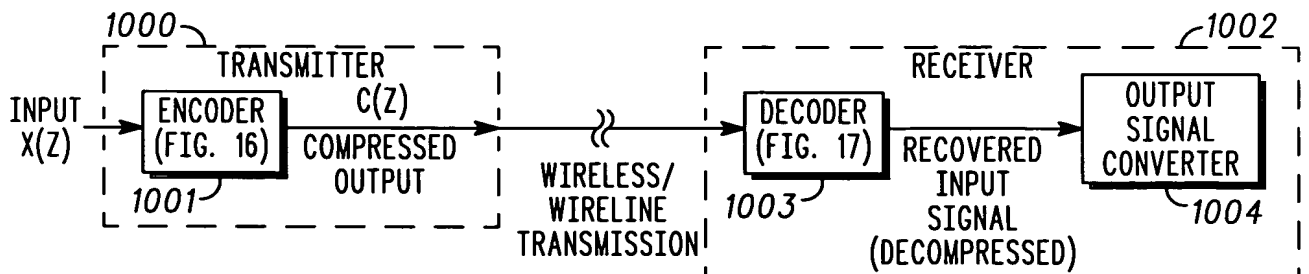 1000
TRANSMITTER
INPUT
X(Z)
ENCODER
(FIG. 16)
1001
C(Z)
COMPRESSED
OUTPUT
WIRELESS/
WIRELINE
TRANSMISSION
1002
RECEIVER
DECODER
(FIG. 17)
1003
RECOVERED
INPUT
SIGNAL
(DECOMPRESSED)
OUTPUT
SIGNAL
CONVERTER
1004